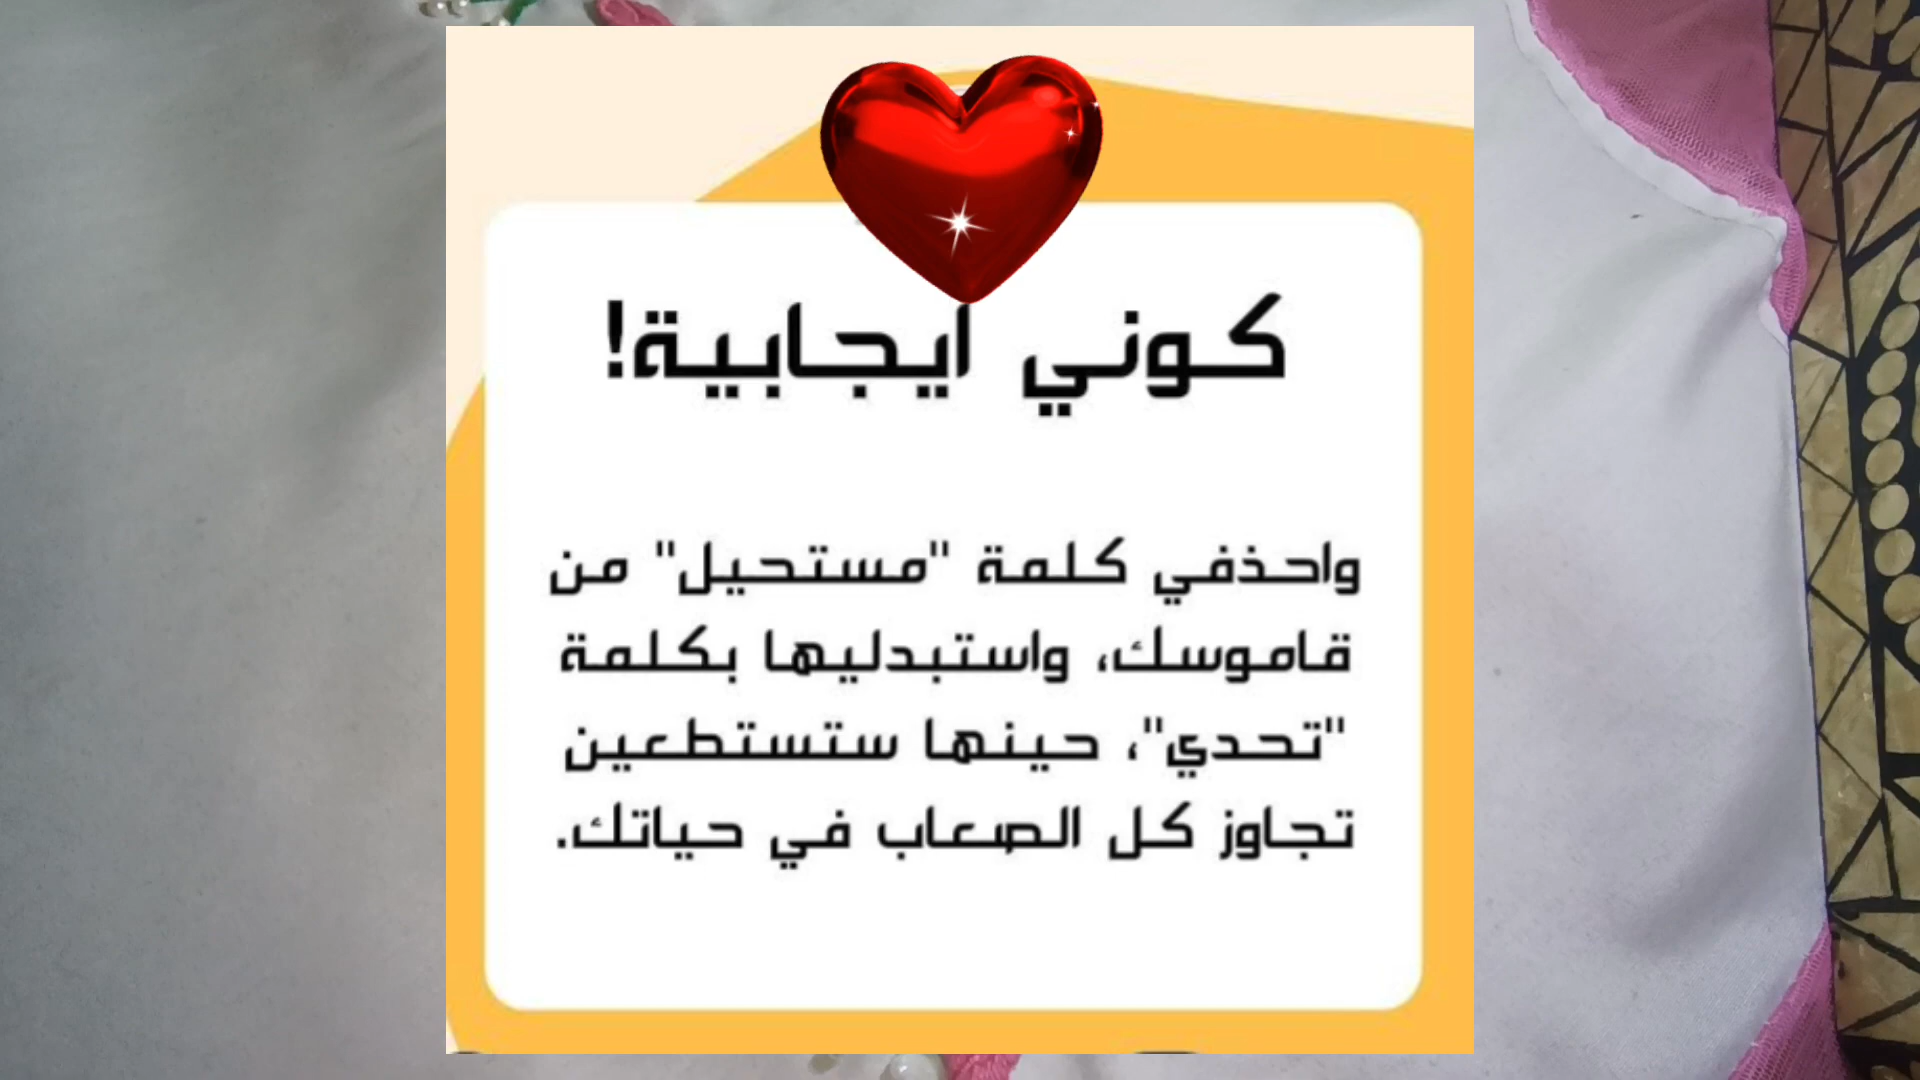 كوني ايجابية!
واحذفي كلمة "مستحيل" من
قاموسك، واستبدليها بكلمة
"تحدي"، حينها ستستطعين
تجاوز كل الصعاب في حياتك.